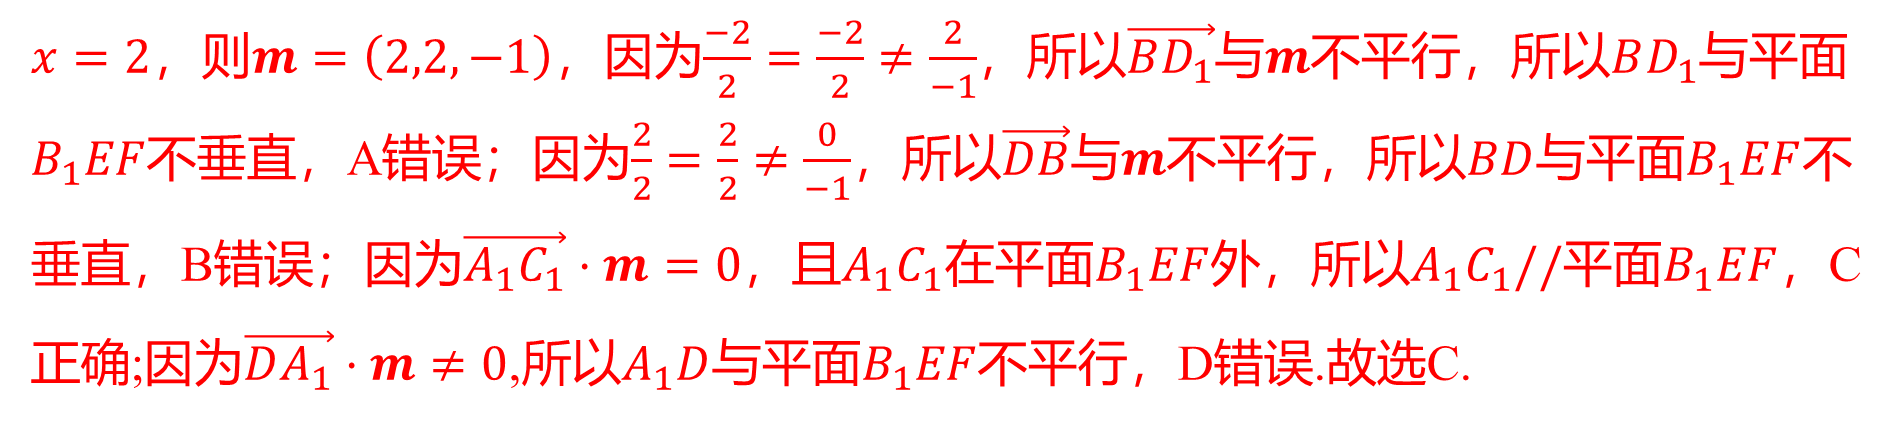 x = 2，则m = (2,2, −1)，因为−2/2 = −2/2 ≠ 2/−1，所以BD₁与m不平行，所以BD₁与平面
B₁EF不垂直，A错误；因为2/2 = 2/2 ≠ 0/−1，所以DB与m不平行，所以BD与平面B₁EF不
垂直，B错误；因为A₁C₁ · m = 0，且A₁C₁在平面B₁EF外，所以A₁C₁//平面B₁EF，C
正确;因为DA₁ · m ≠ 0,所以A₁D与平面B₁EF不平行，D错误.故选C.